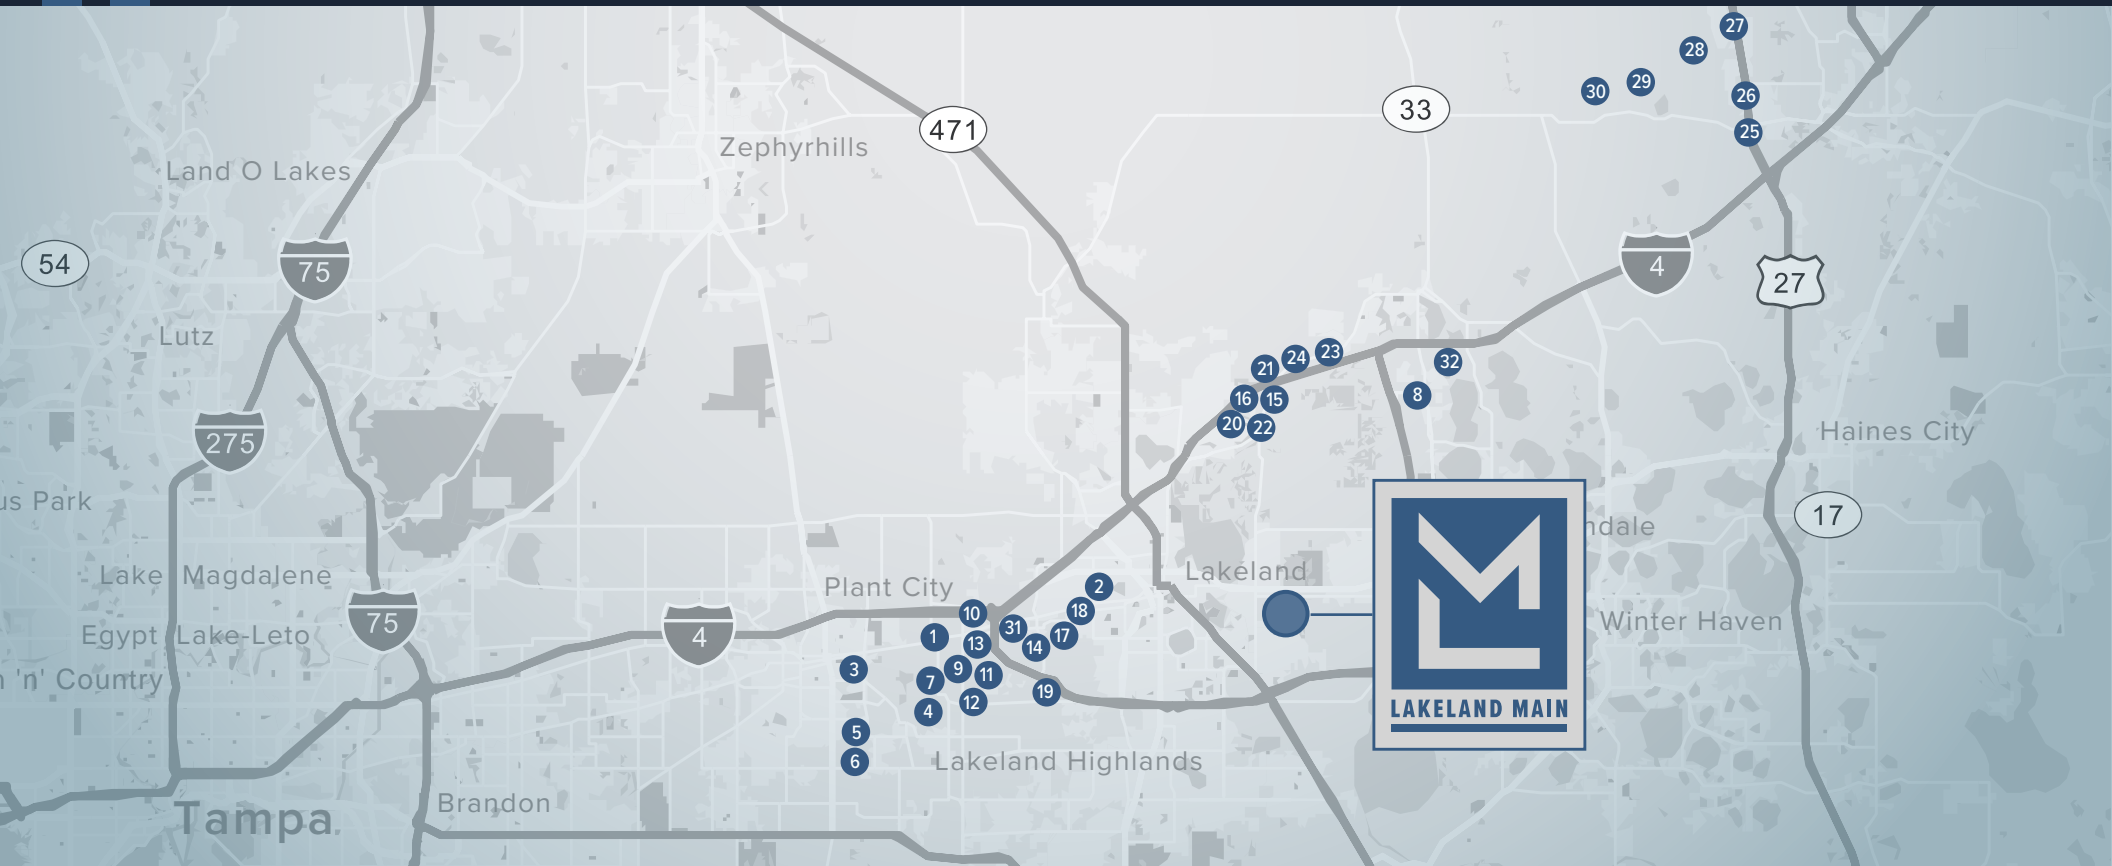 27
28
29
30
26
33
471
25
Zephyrhills
Land O Lakes
54
75
4
27
Lutz
21
24
23
32
16
15
8
20
22
275
Haines City
us Park
17
ndale
Lake Magdalene
Plant City
Lakeland
2
10
18
75
4
1
31
17
Egypt Lake-Leto
13
14
Winter Haven
3
9
11
n 'n' Country
7
19
12
4
LAKELAND MAIN
5
6
Lakeland Highlands
Brandon
Tampa